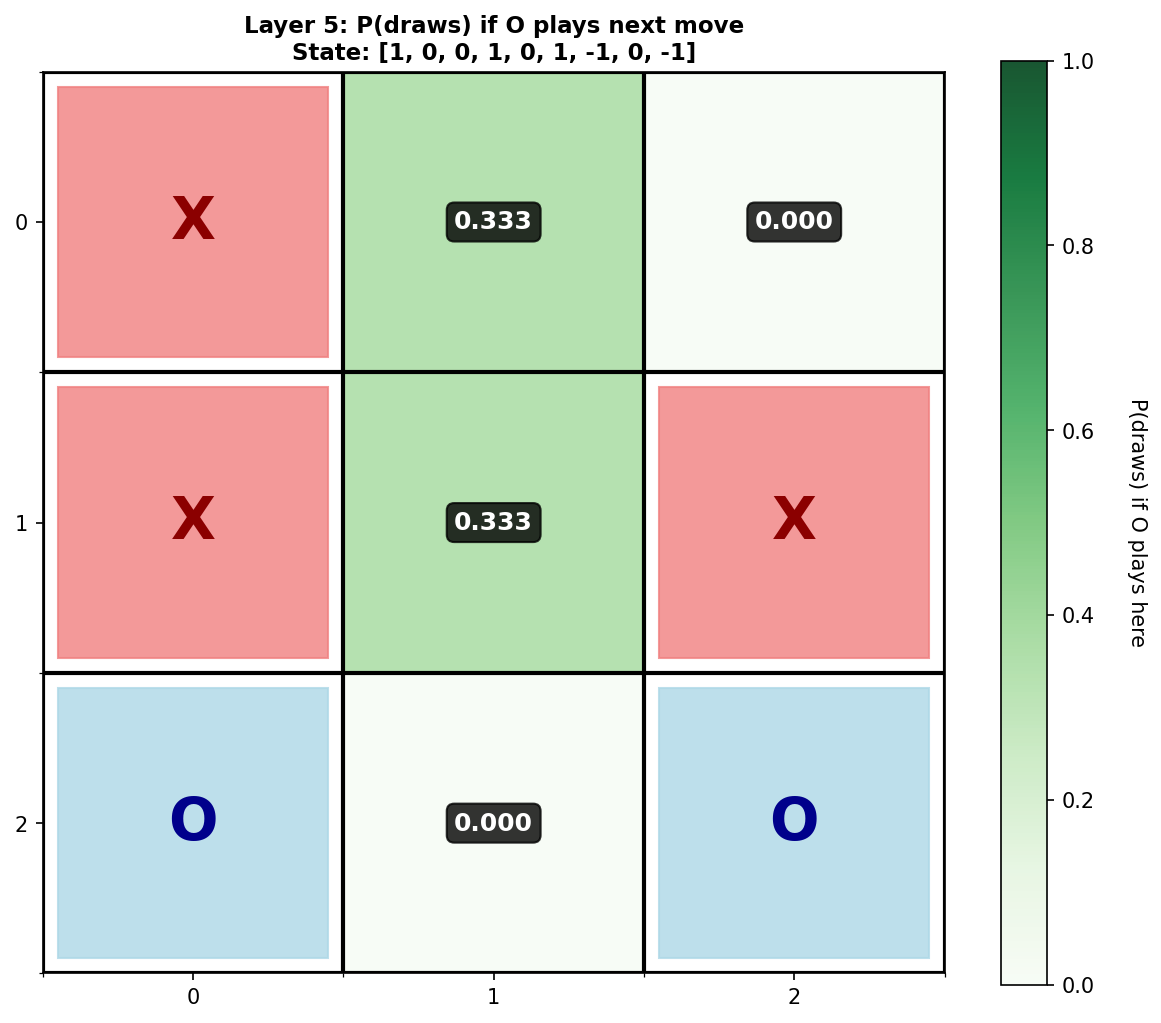 Layer 5: P(draws) if O plays next move
State: [1, 0, 0, 1, 0, 1, -1, 0, -1]
X
0.333
0.000
X
0.333
X
O
0.000
O
0
1
2
0
1
2
1.0
0.8
0.6
0.4
0.2
0.0
P(draws) if O plays here